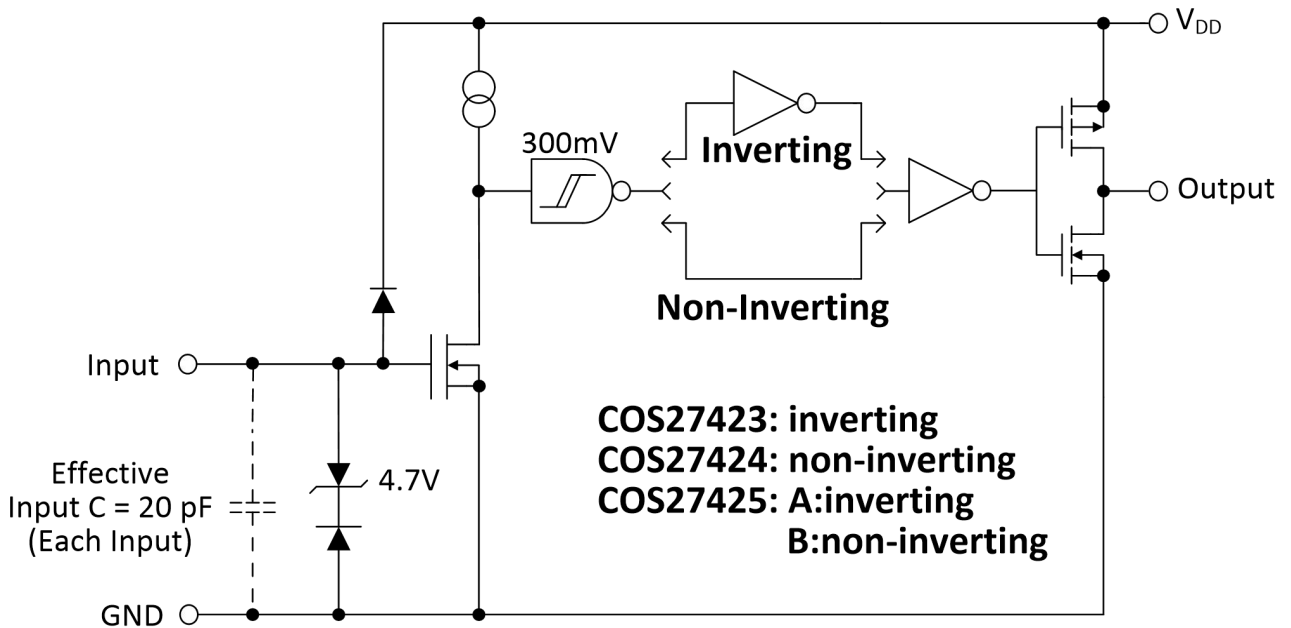 V_DD
300mV
Inverting
Output
Non-Inverting
Input
COS27423: inverting
COS27424: non-inverting
COS27425: A:inverting
B:non-inverting
4.7V
Effective
Input C = 20 pF
(Each Input)
GND